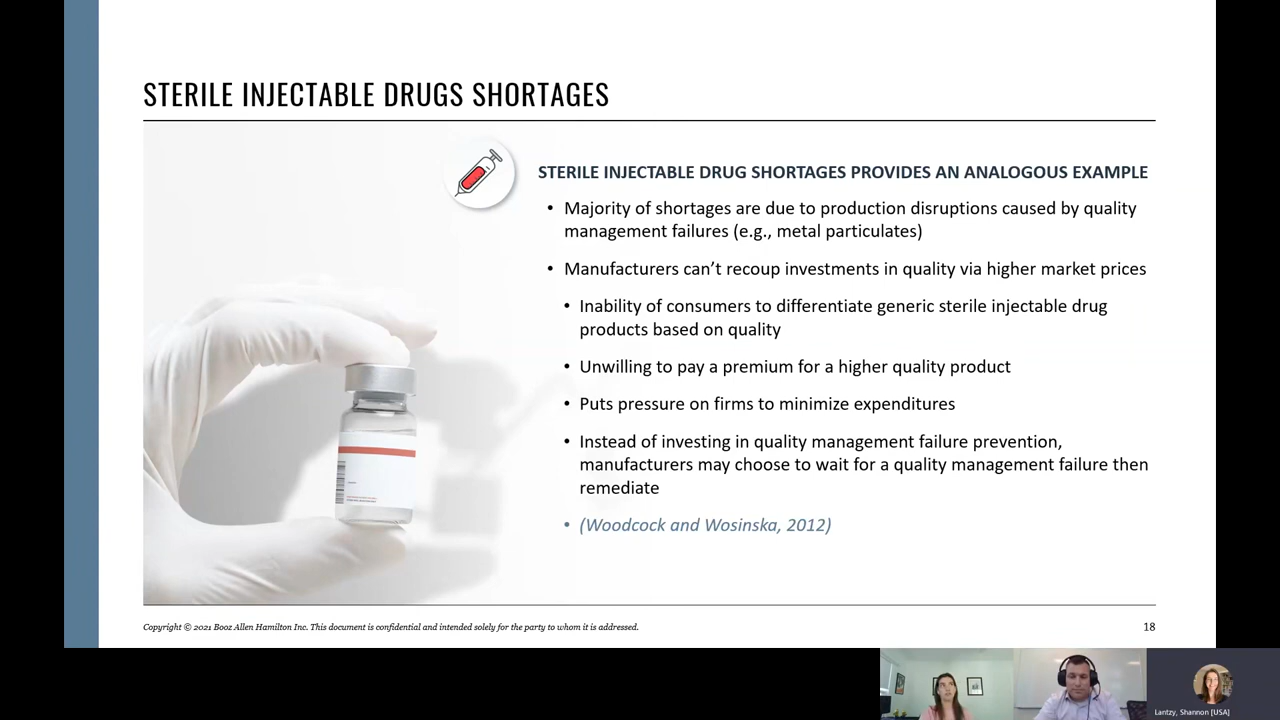 STERILE INJECTABLE DRUGS SHORTAGES
STERILE INJECTABLE DRUG SHORTAGES PROVIDES AN ANALOGOUS EXAMPLE
• Majority of shortages are due to production disruptions caused by quality
management failures (e.g., metal particulates)
• Manufacturers can’t recoup investments in quality via higher market prices
• Inability of consumers to differentiate generic sterile injectable drug
products based on quality
• Unwilling to pay a premium for a higher quality product
• Puts pressure on firms to minimize expenditures
• Instead of investing in quality management failure prevention,
manufacturers may choose to wait for a quality management failure then
remediate
• (Woodcock and Wosinska, 2012)
Copyright © 2021 Booz Allen Hamilton Inc. This document is confidential and intended solely for the party to whom it is addressed.
18
Lantzy, Shannon [USA]